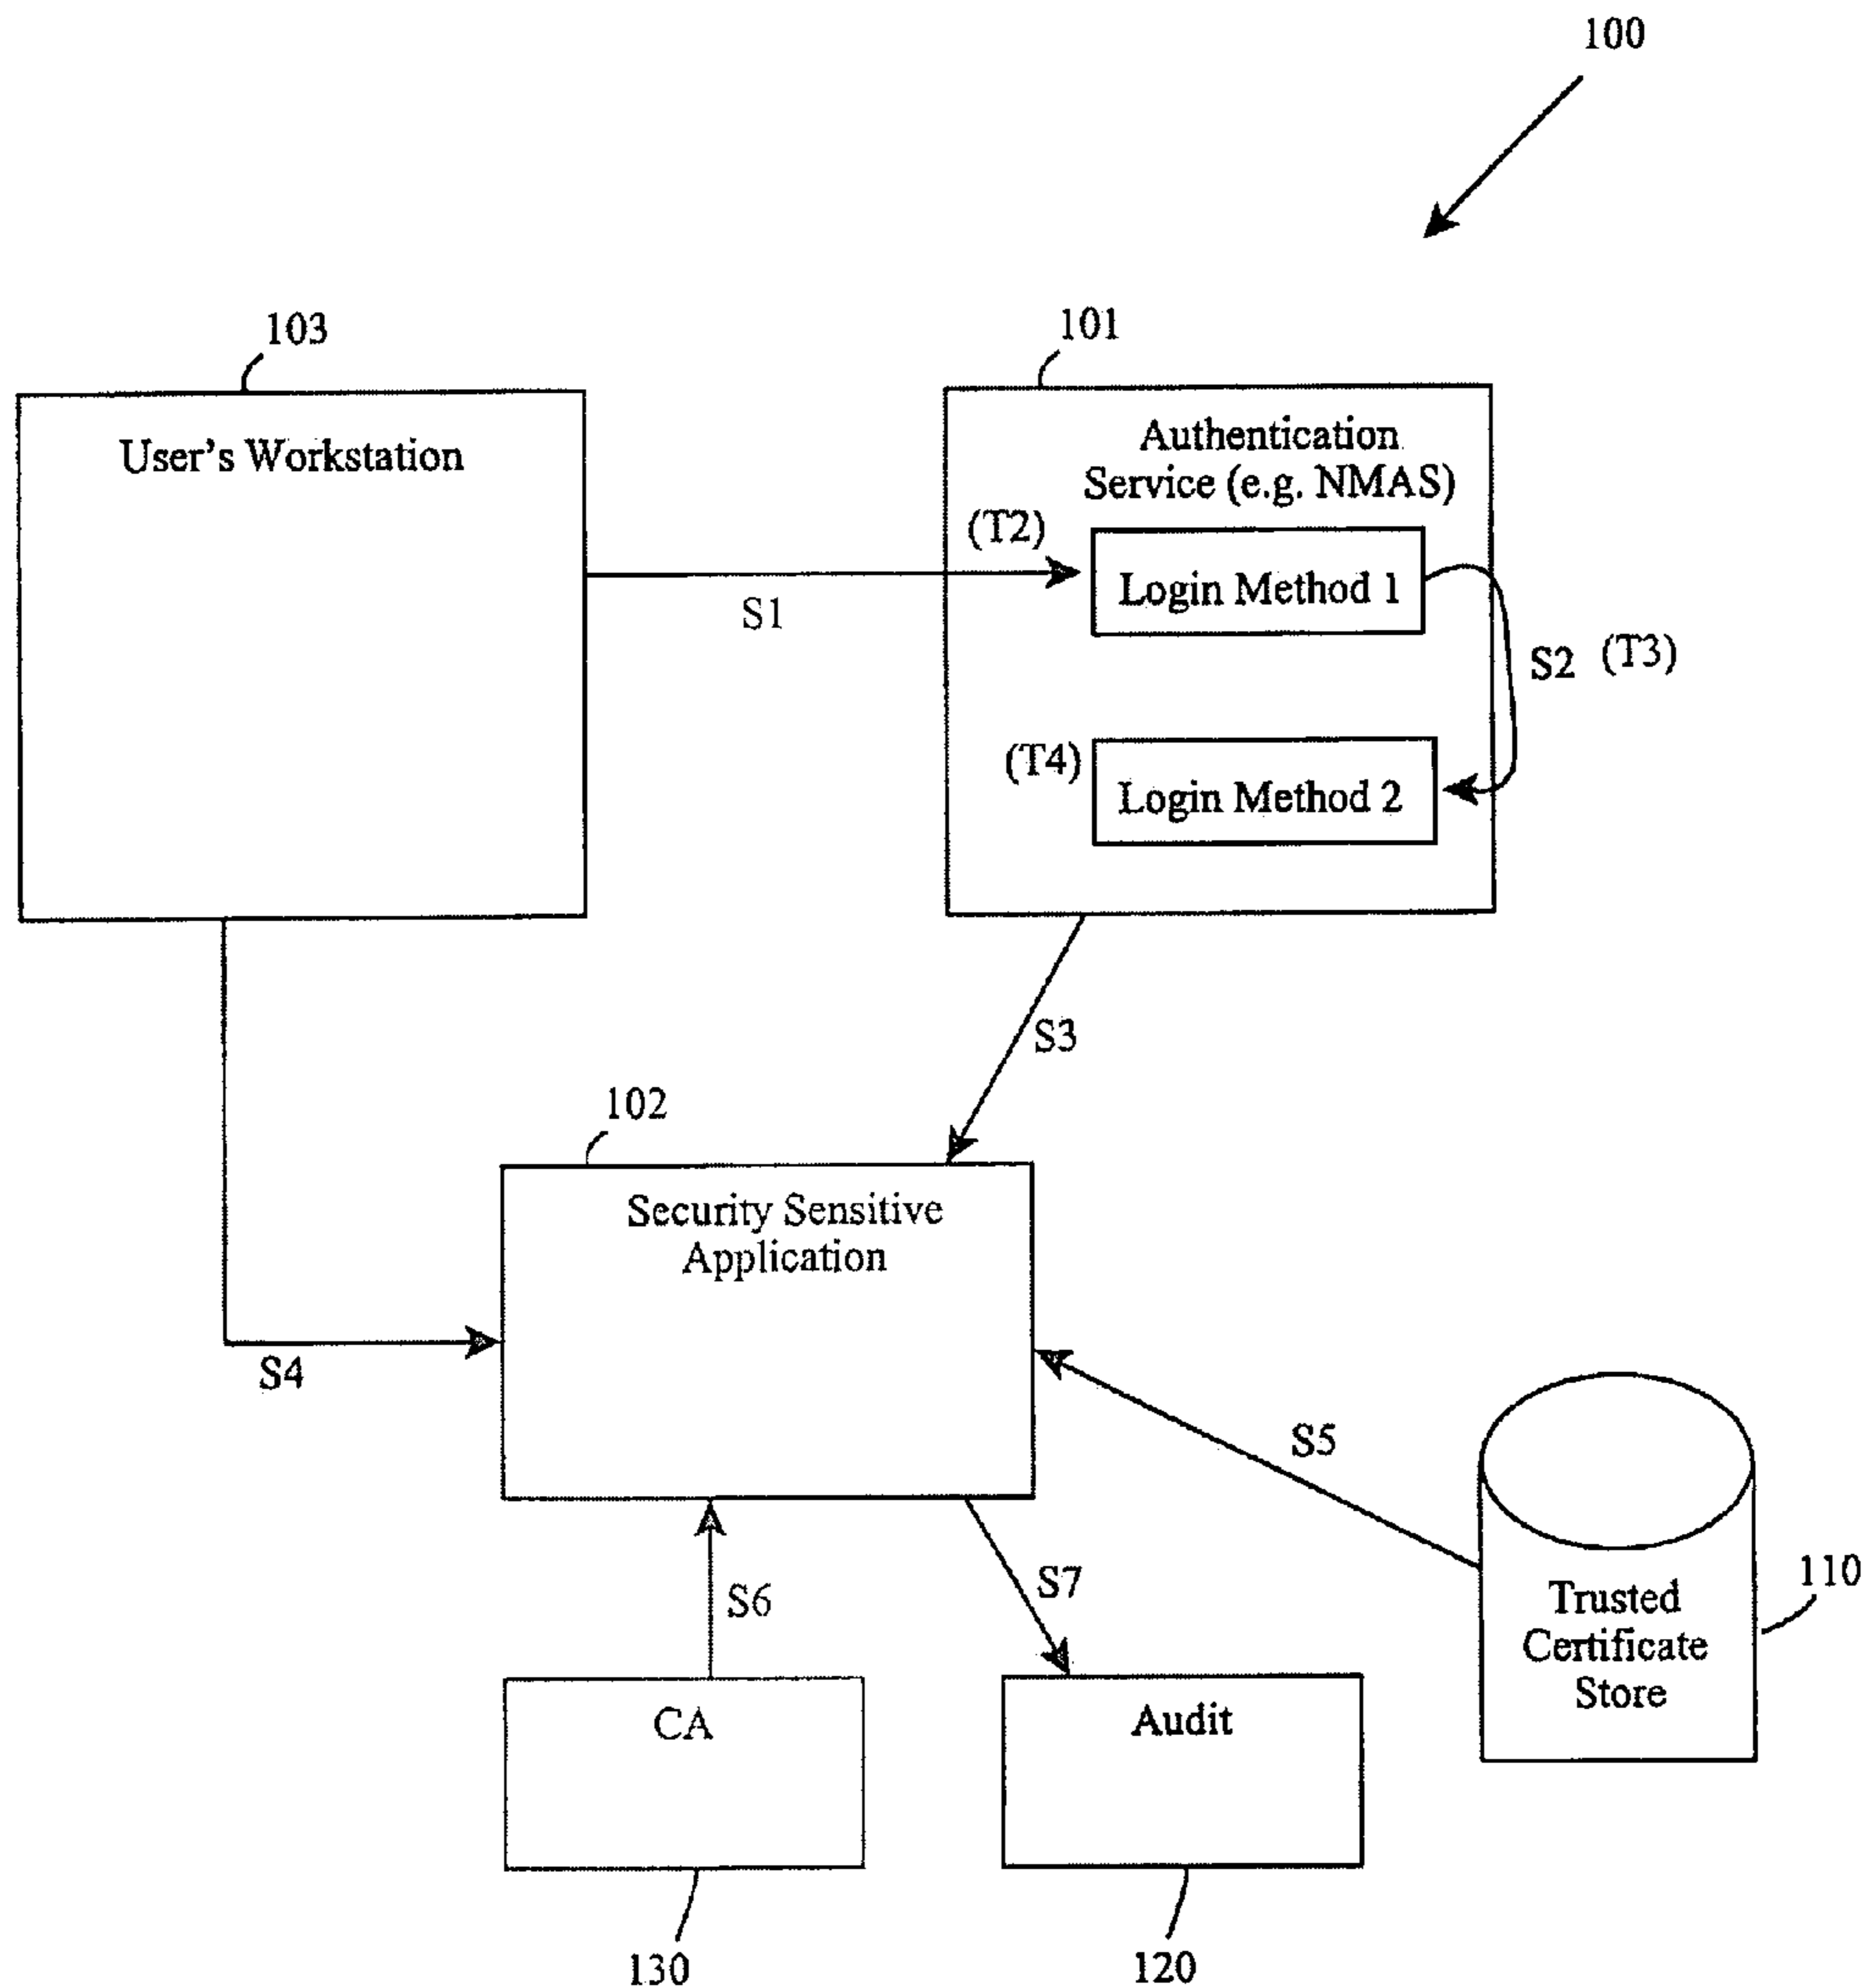 100
103
101
User's Workstation
Authentication
Service (e.g. NMAS)
(T2)
Login Method 1
S1
S2 (T3)
(T4)
Login Method 2
S3
102
Security Sensitive
Application
S4
S5
110
S6
S7
Trusted
Certificate
Store
CA
Audit
130
120